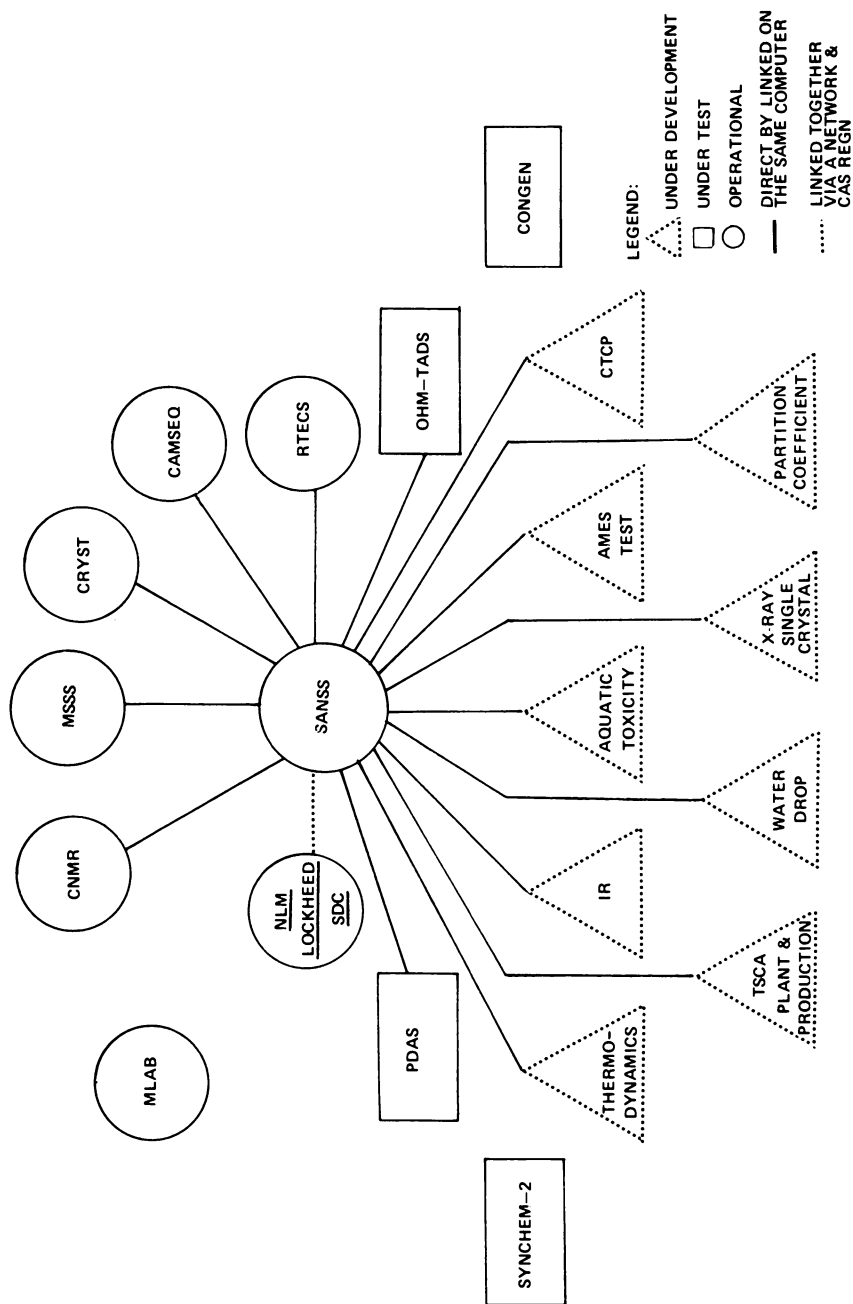 MLAB
CNMR
MSSS
CRYST
CAMSEQ
RTECS
NLM
LOCKHEED
SDC
SANSS
PDAS
OHM-TADS
SYNCHEM-2
CONGEN
THERMO-
DYNAMICS
IR
AQUATIC
TOXICITY
AMES
TEST
CTCP
TSCA
PLANT &
PRODUCTION
WATER
DROP
X-RAY
SINGLE
CRYSTAL
PARTITION
COEFFICIENT
LEGEND:
UNDER DEVELOPMENT
UNDER TEST
OPERATIONAL
DIRECT BY LINKED ON
THE SAME COMPUTER
LINKED TOGETHER
VIA A NETWORK &
CAS REGN